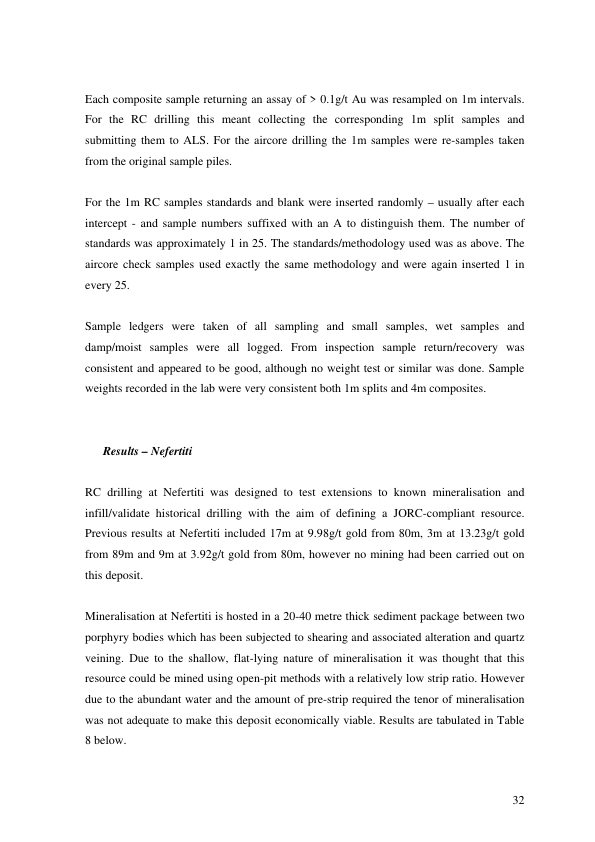 Each composite sample returning an assay of > 0.1g/t Au was resampled on 1m intervals.
For the RC drilling this meant collecting the corresponding 1m split samples and
submitting them to ALS. For the aircore drilling the 1m samples were re-samples taken
from the original sample piles.
For the 1m RC samples standards and blank were inserted randomly – usually after each
intercept - and sample numbers suffixed with an A to distinguish them. The number of
standards was approximately 1 in 25. The standards/methodology used was as above. The
aircore check samples used exactly the same methodology and were again inserted 1 in
every 25.
Sample ledgers were taken of all sampling and small samples, wet samples and
damp/moist samples were all logged. From inspection sample return/recovery was
consistent and appeared to be good, although no weight test or similar was done. Sample
weights recorded in the lab were very consistent both 1m splits and 4m composites.
Results – Nefertiti
RC drilling at Nefertiti was designed to test extensions to known mineralisation and
infill/validate historical drilling with the aim of defining a JORC-compliant resource.
Previous results at Nefertiti included 17m at 9.98g/t gold from 80m, 3m at 13.23g/t gold
from 89m and 9m at 3.92g/t gold from 80m, however no mining had been carried out on
this deposit.
Mineralisation at Nefertiti is hosted in a 20-40 metre thick sediment package between two
porphyry bodies which has been subjected to shearing and associated alteration and quartz
veining. Due to the shallow, flat-lying nature of mineralisation it was thought that this
resource could be mined using open-pit methods with a relatively low strip ratio. However
due to the abundant water and the amount of pre-strip required the tenor of mineralisation
was not adequate to make this deposit economically viable. Results are tabulated in Table
8 below.
32